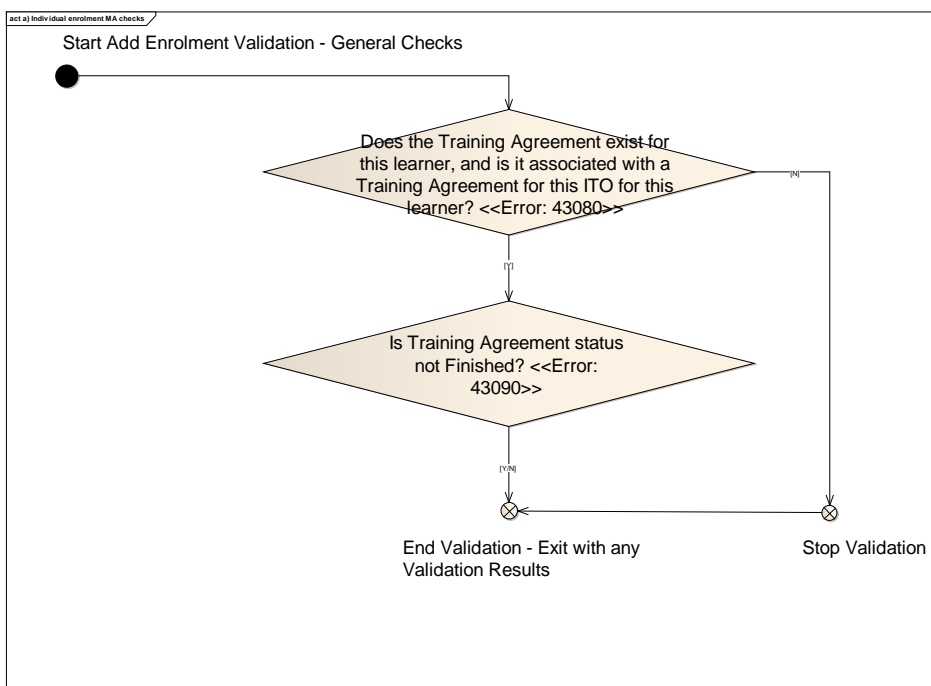 act a) Individual enrolment MA checks
Start Add Enrolment Validation - General Checks
Does the Training Agreement exist for
this learner, and is it associated with a
Training Agreement for this ITO for this
learner? <<Error: 43080>>
[N]
[Y]
Is Training Agreement status
not Finished? <<Error:
43090>>
[Y/N]
End Validation - Exit with any
Validation Results
Stop Validation